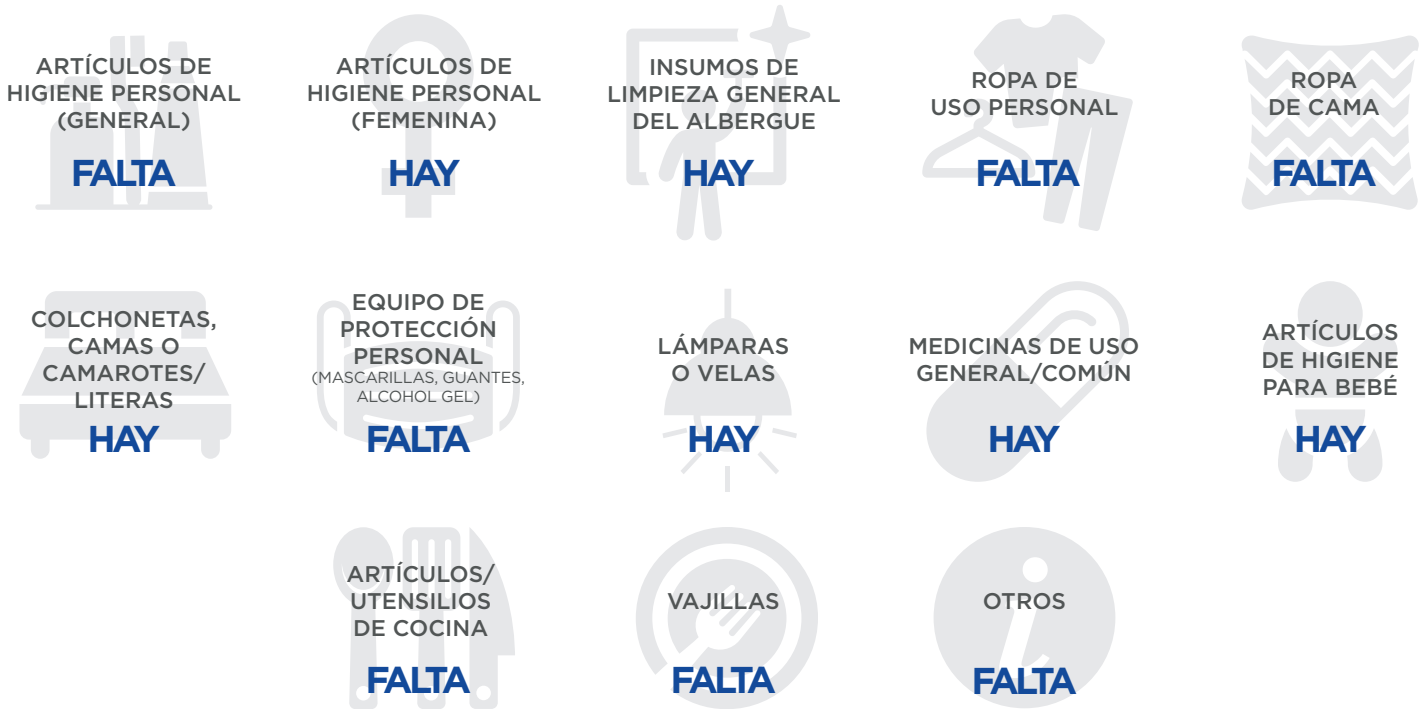 ARTÍCULOS DE
HIGIENE PERSONAL
(GENERAL)
FALTA
ARTÍCULOS DE
HIGIENE PERSONAL
(FEMENINA)
HAY
INSUMOS DE
LIMPIEZA GENERAL
DEL ALBERGUE
HAY
ROPA DE
USO PERSONAL
FALTA
ROPA
DE CAMA
FALTA
COLCHONETAS,
CAMAS O
CAMAROTES/
LITERAS
HAY
EQUIPO DE
PROTECCIÓN
PERSONAL
(MASCARILLAS, GUANTES,
ALCOHOL GEL)
FALTA
LÁMPARAS
O VELAS
HAY
MEDICINAS DE USO
GENERAL/COMÚN
HAY
ARTÍCULOS
DE HIGIENE
PARA BEBÉ
HAY
ARTÍCULOS/
UTENSILIOS
DE COCINA
FALTA
VAJILLAS
FALTA
OTROS
FALTA